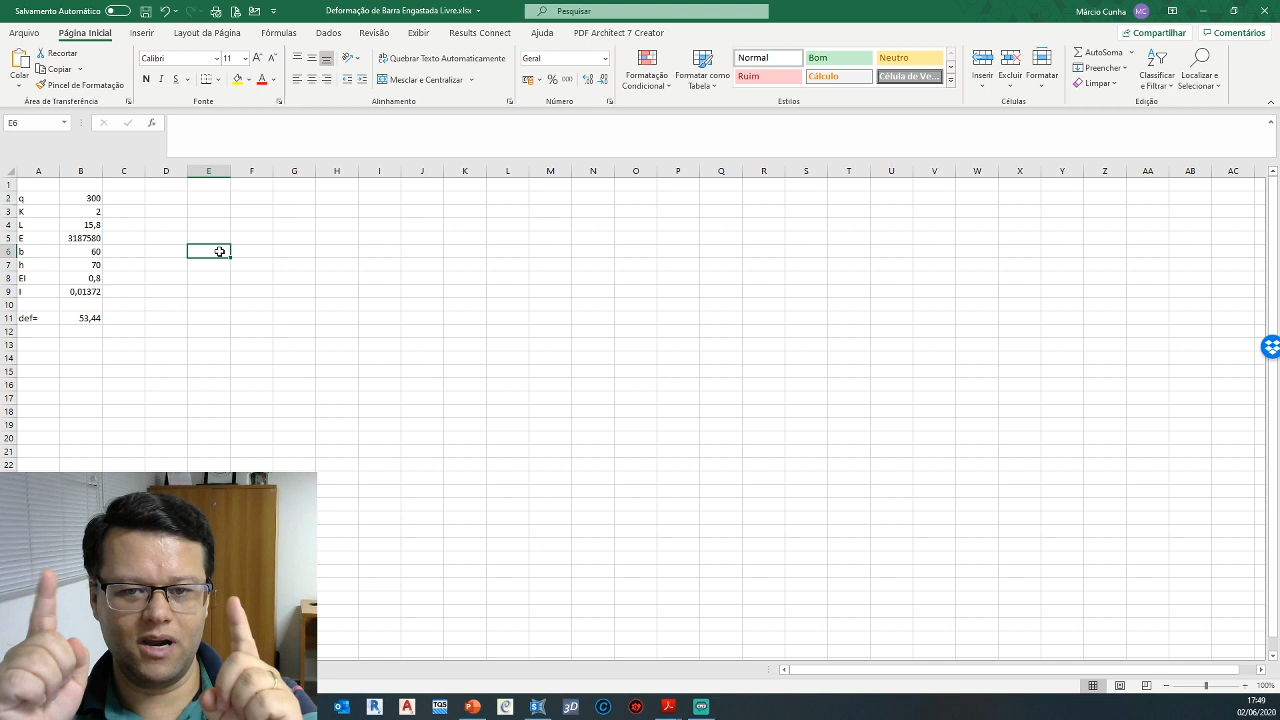 Salvamento Automático
Deformação de Barra Engastada Livre.xlsx
Pesquisar
Márcio Cunha
MC
Arquivo
Página Inicial
Inserir
Layout da Página
Fórmulas
Dados
Revisão
Exibir
Results Connect
Ajuda
PDF Architect 7 Creator
Compartilhar
Comentários
Colar
Recortar
Copiar
Pincel de Formatação
Área de Transferência
Calibri
11
N I S
Fonte
Quebrar Texto Automaticamente
Mesclar e Centralizar
Alinhamento
Geral
% 000
Número
Formatação Condicional
Formatar como Tabela
Normal
Bom
Neutro
Ruim
Cálculo
Célula de Ve...
Estilos
Inserir
Excluir
Formatar
Células
AutoSoma
Preencher
Limpar
Classificar e Filtrar
Localizar e Selecionar
Edição
E6
fx
A B C D E F G H I J K L M N O P Q R S T U V W X Y Z AA AB AC
1
2 q 300
3 K 2
4 L 15,8
5 E 3187580
6 b 60
7 h 70
8 EI 0,8
9 I 0,01372
10
11 def= 53,44
12
13
14
15
16
17
18
19
20
21
22
100%
TQS
3D
17:49
02/06/2020